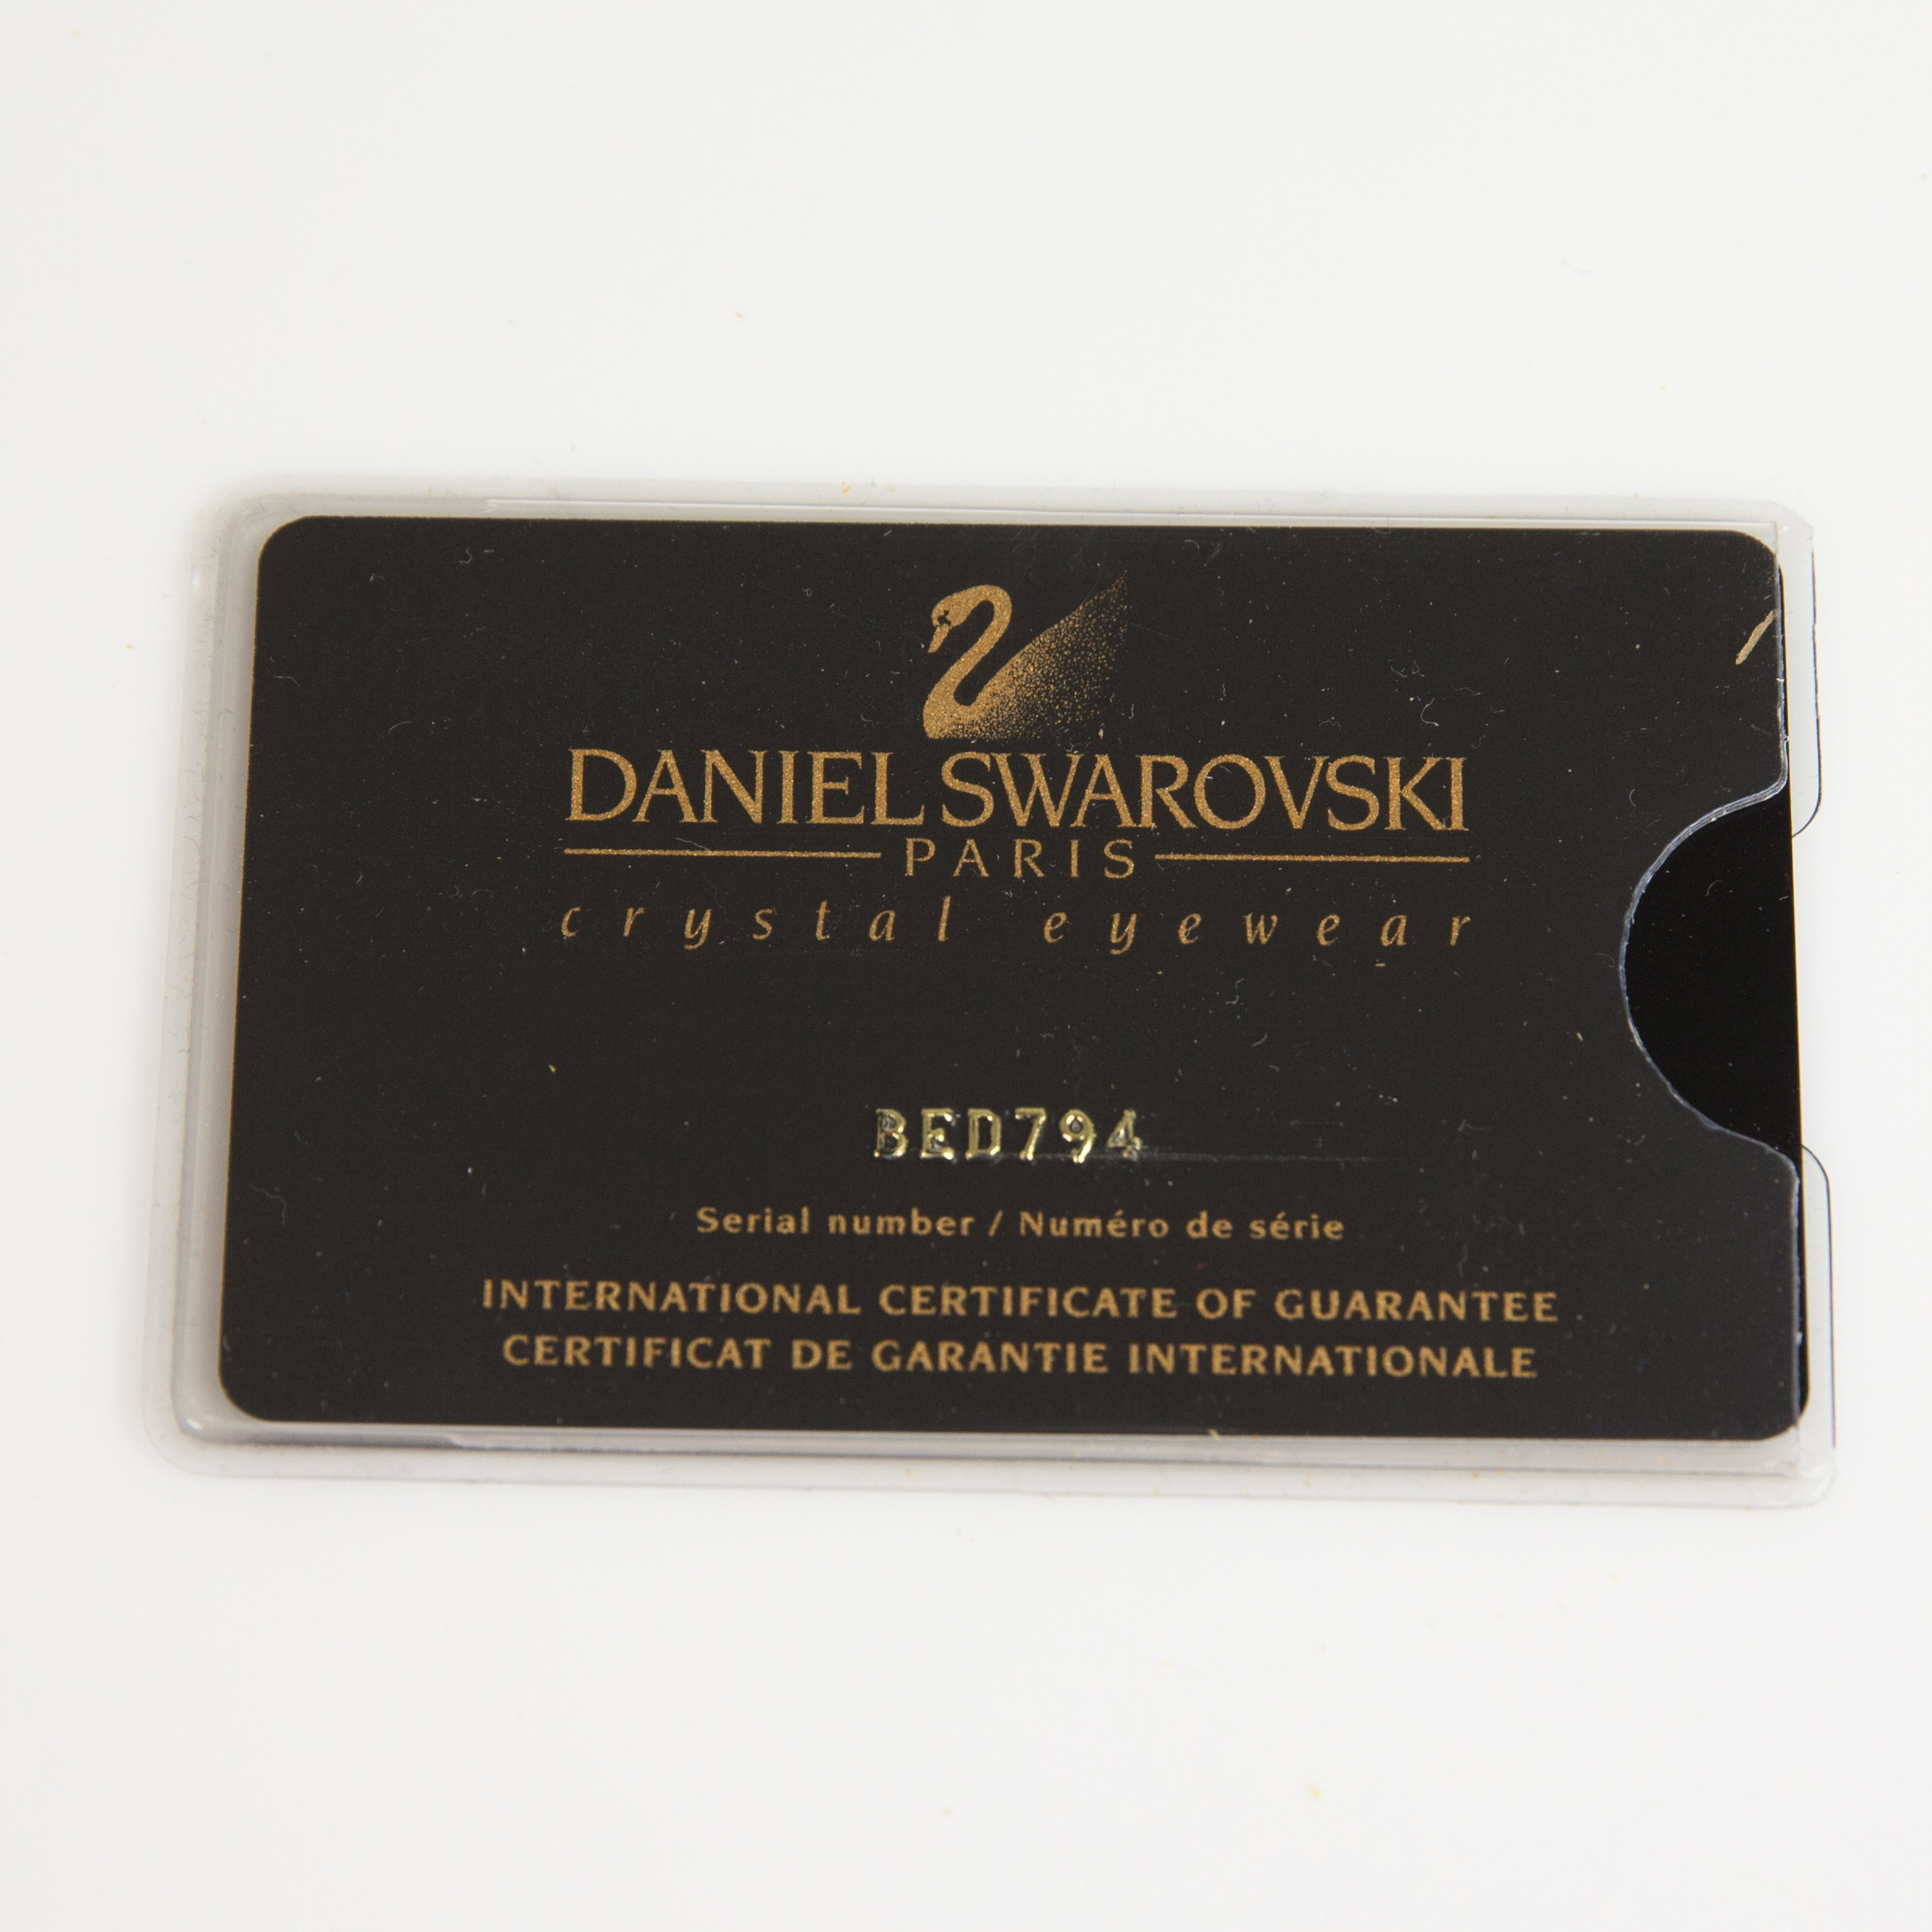 DANIEL SWAROVSKI
PARIS
crystal eyewear
BED794
Serial number / Numéro de série
INTERNATIONAL CERTIFICATE OF GUARANTEE
CERTIFICAT DE GARANTIE INTERNATIONALE